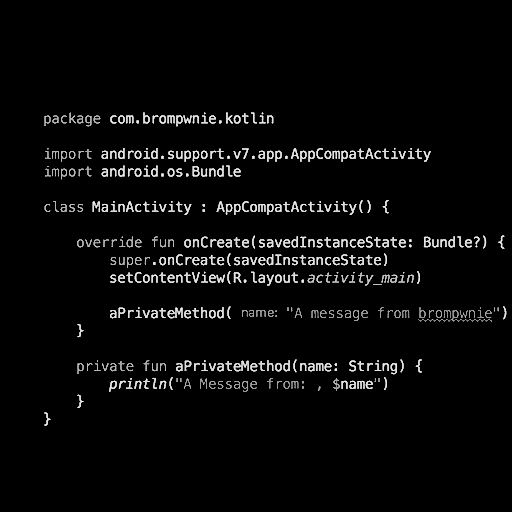 package com.brompwnie.kotlin
import android.support.v7.app.AppCompatActivity
import android.os.Bundle
class MainActivity : AppCompatActivity() {
override fun onCreate(savedInstanceState: Bundle?) {
super.onCreate(savedInstanceState)
setContentView(R.layout.activity_main)
aPrivateMethod( name: "A message from brompwnie")
}
private fun aPrivateMethod(name: String) {
println("A Message from: , $name")
}
}